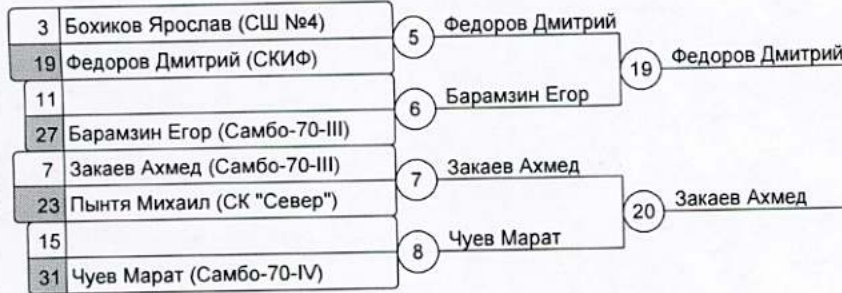 3 Бохиков Ярослав (СШ №4)
5 Федоров Дмитрий
19 Федоров Дмитрий (СКИФ)
19 Федоров Дмитрий
11
6 Барамзин Егор
27 Барамзин Егор (Самбо-70-III)
7 Закаев Ахмед (Самбо-70-III)
7 Закаев Ахмед
23 Пынтя Михаил (СК "Север")
20 Закаев Ахмед
15
8 Чуев Марат
31 Чуев Марат (Самбо-70-IV)